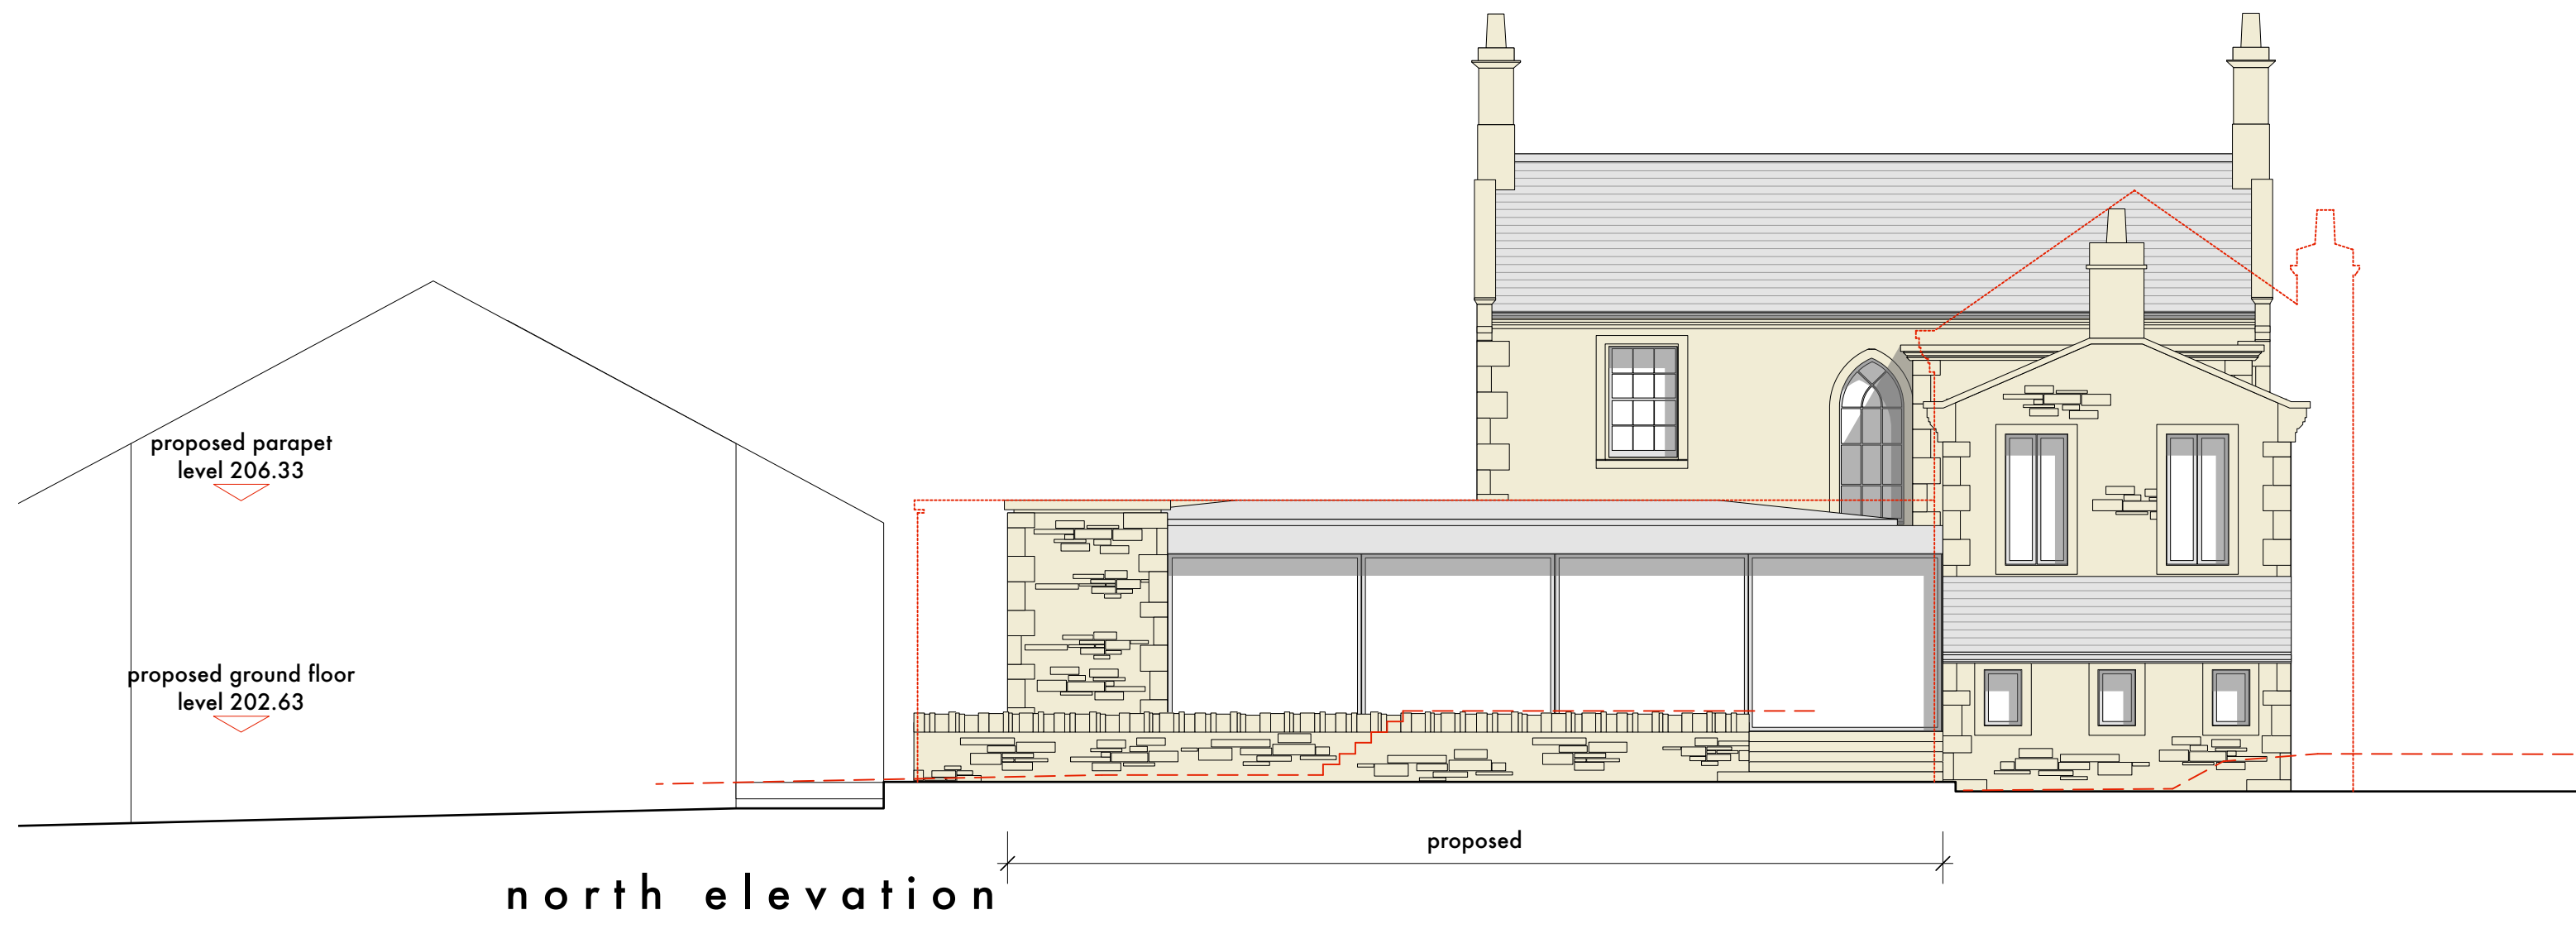 proposed parapet
level 206.33
proposed ground floor
level 202.63
proposed
north elevation